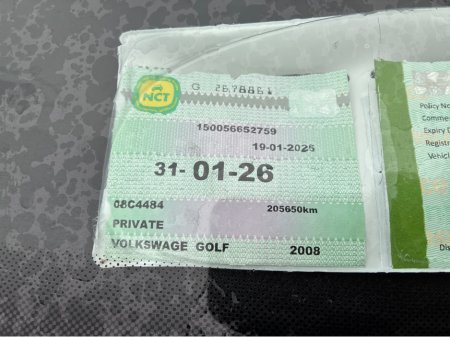 NCT
150056652759
19-01-2025
31- 01-26
08C4484
205650km
PRIVATE
VOLKSWAGE GOLF 2008
Policy No
Comme
Expiry D
Registr
Vehicl
Dis